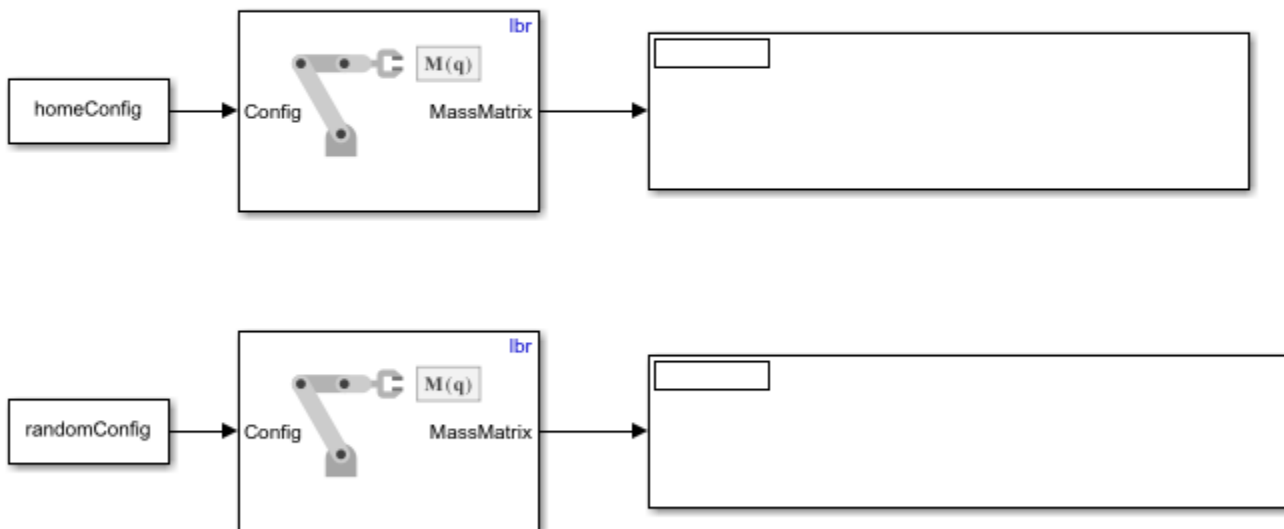 lbr
M(q)
homeConfig
Config
MassMatrix
lbr
M(q)
randomConfig
Config
MassMatrix